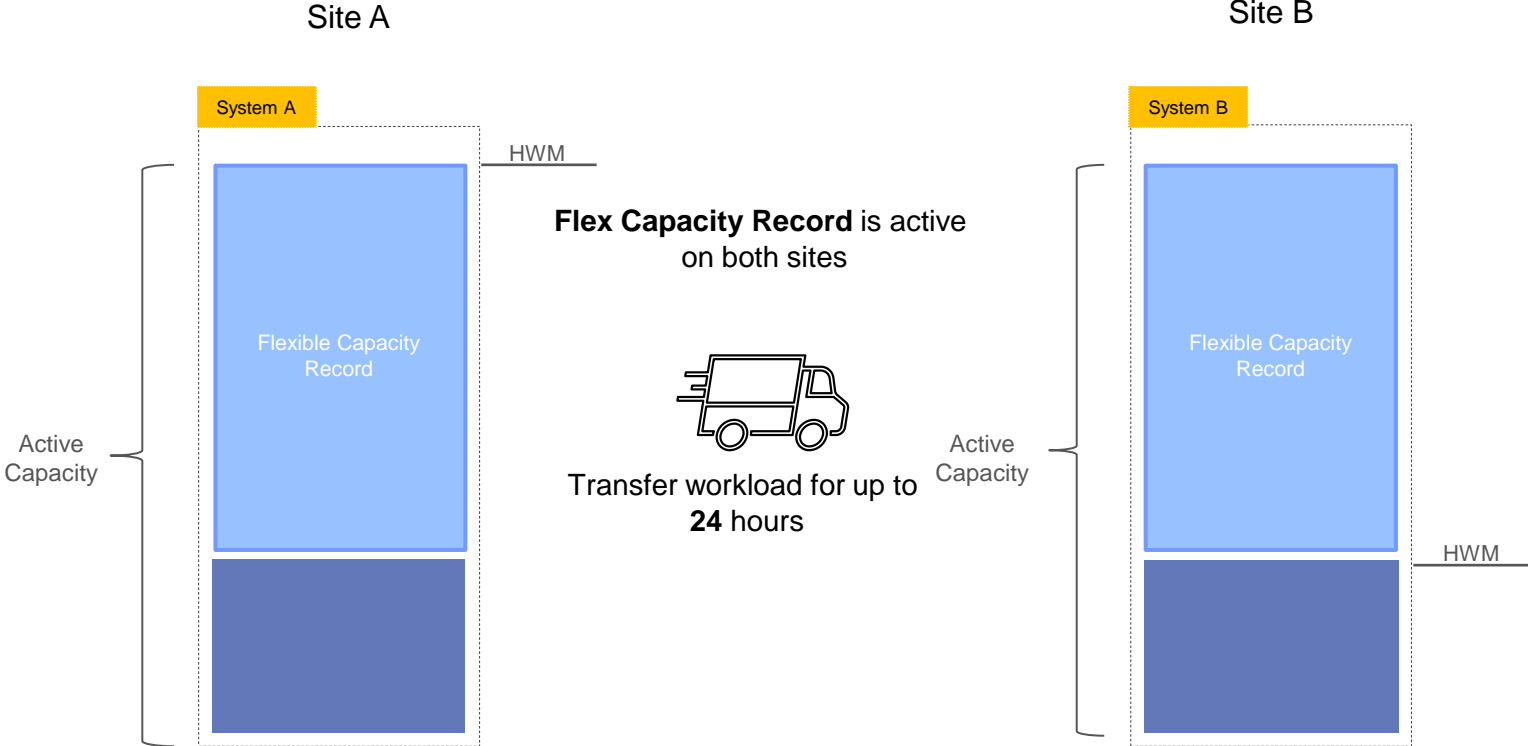 Site A
Site B
System A
System B
HWM
Flex Capacity Record is active
on both sites
Flexible Capacity
Record
Flexible Capacity
Record
Active
Capacity
Active
Capacity
Transfer workload for up to
24 hours
HWM